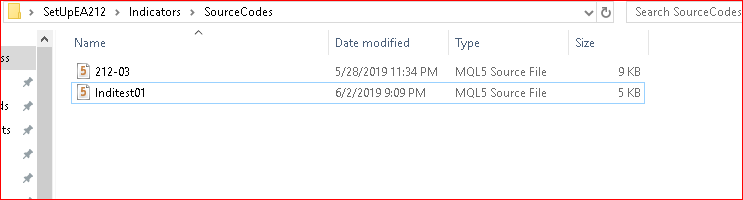 SetUpEA212 > Indicators > SourceCodes
Search SourceCodes
Name Date modified Type Size
ss
212-03 5/28/2019 11:34 PM MQL5 Source File 9 KB
Inditest01 6/2/2019 9:09 PM MQL5 Source File 5 KB
ds
ts